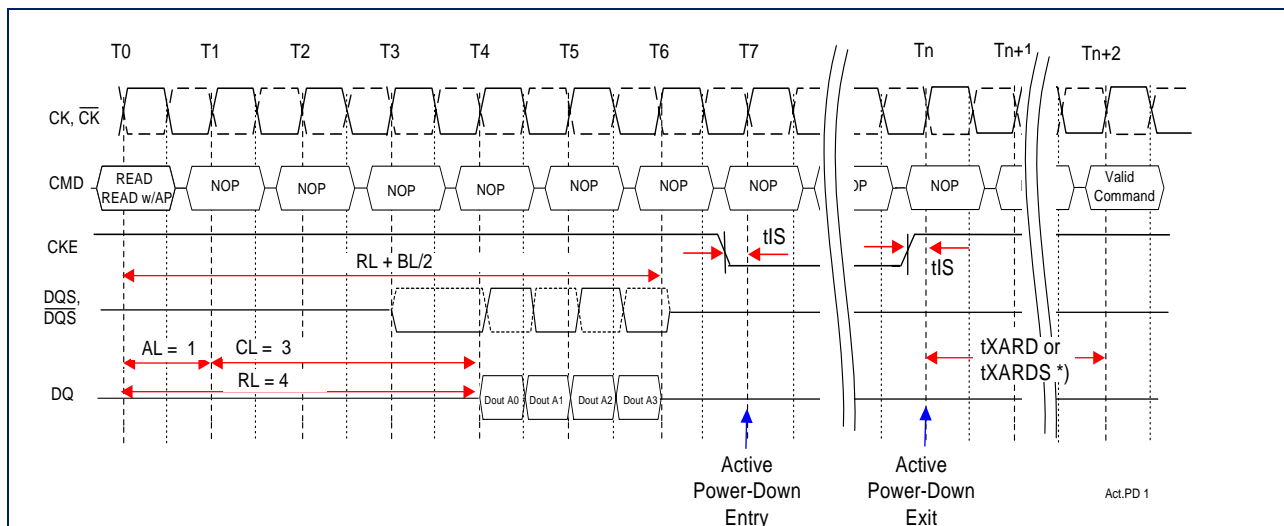 T0 T1 T2 T3 T4 T5 T6 T7 Tn Tn+1 Tn+2
CK, CK
CMD
READ
READ w/AP
NOP NOP NOP NOP NOP NOP NOP OP NOP
Valid
Command
CKE
tIS
tIS
RL + BL/2
DQS,
DQS
AL = 1 CL = 3
tXARD or
tXARDS *)
RL = 4
DQ
Dout A0 Dout A1 Dout A2 Dout A3
Active
Power-Down
Entry
Active
Power-Down
Exit
Act.PD 1